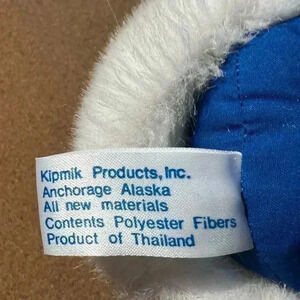 Kipmik Products, Inc.
Anchorage Alaska
All new materials
Contents Polyester Fibers
Product of Thailand